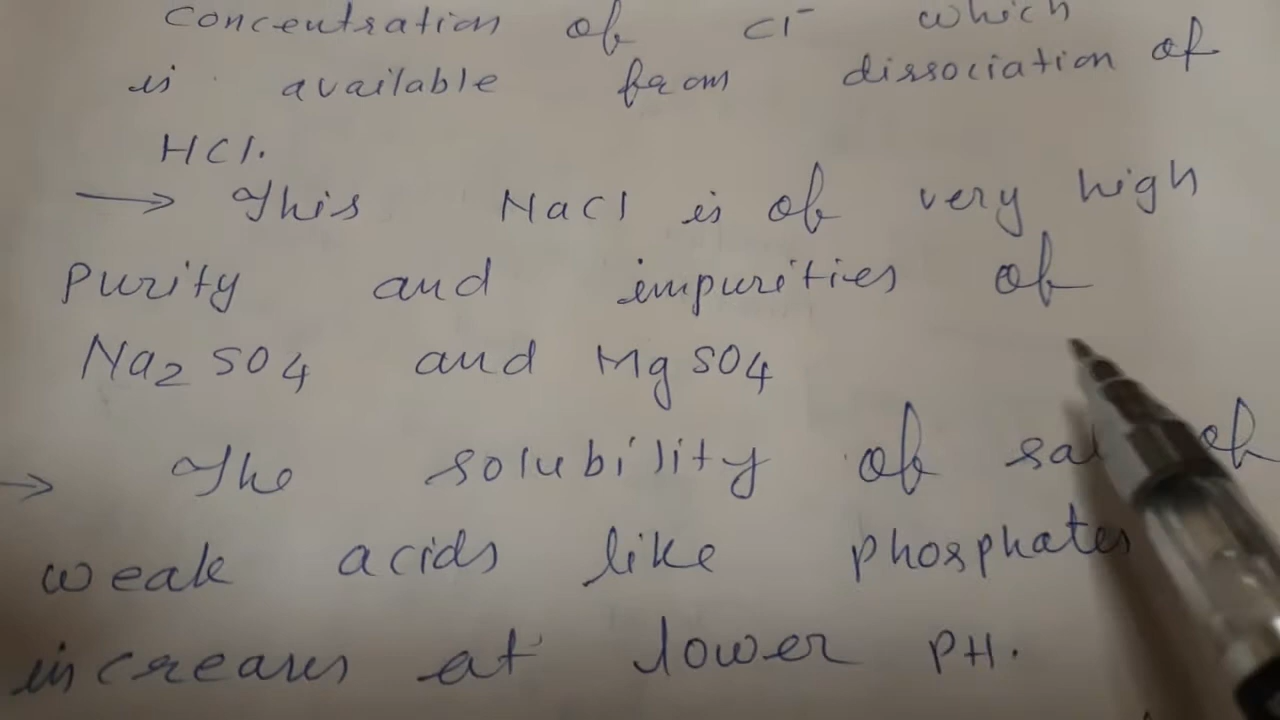 concentration of Cl⁻ which
is available from dissociation of
HCl.
→ This NaCl is of very high
purity and impurities of
Na2SO4 and MgSO4
→ The solubility of of
weak acids like phosphates
increases at lower PH.